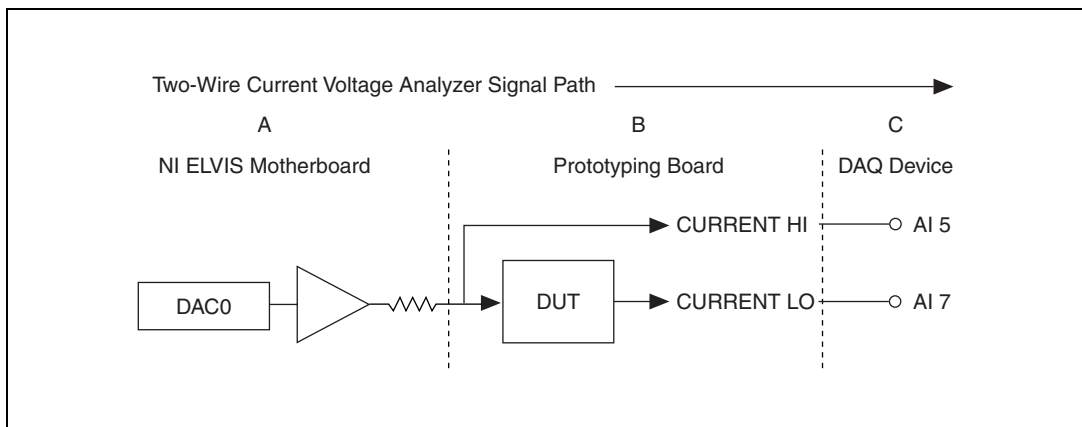 Two-Wire Current Voltage Analyzer Signal Path
A B C
NI ELVIS Motherboard Prototyping Board DAQ Device
CURRENT HI AI 5
DAC0 DUT CURRENT LO AI 7